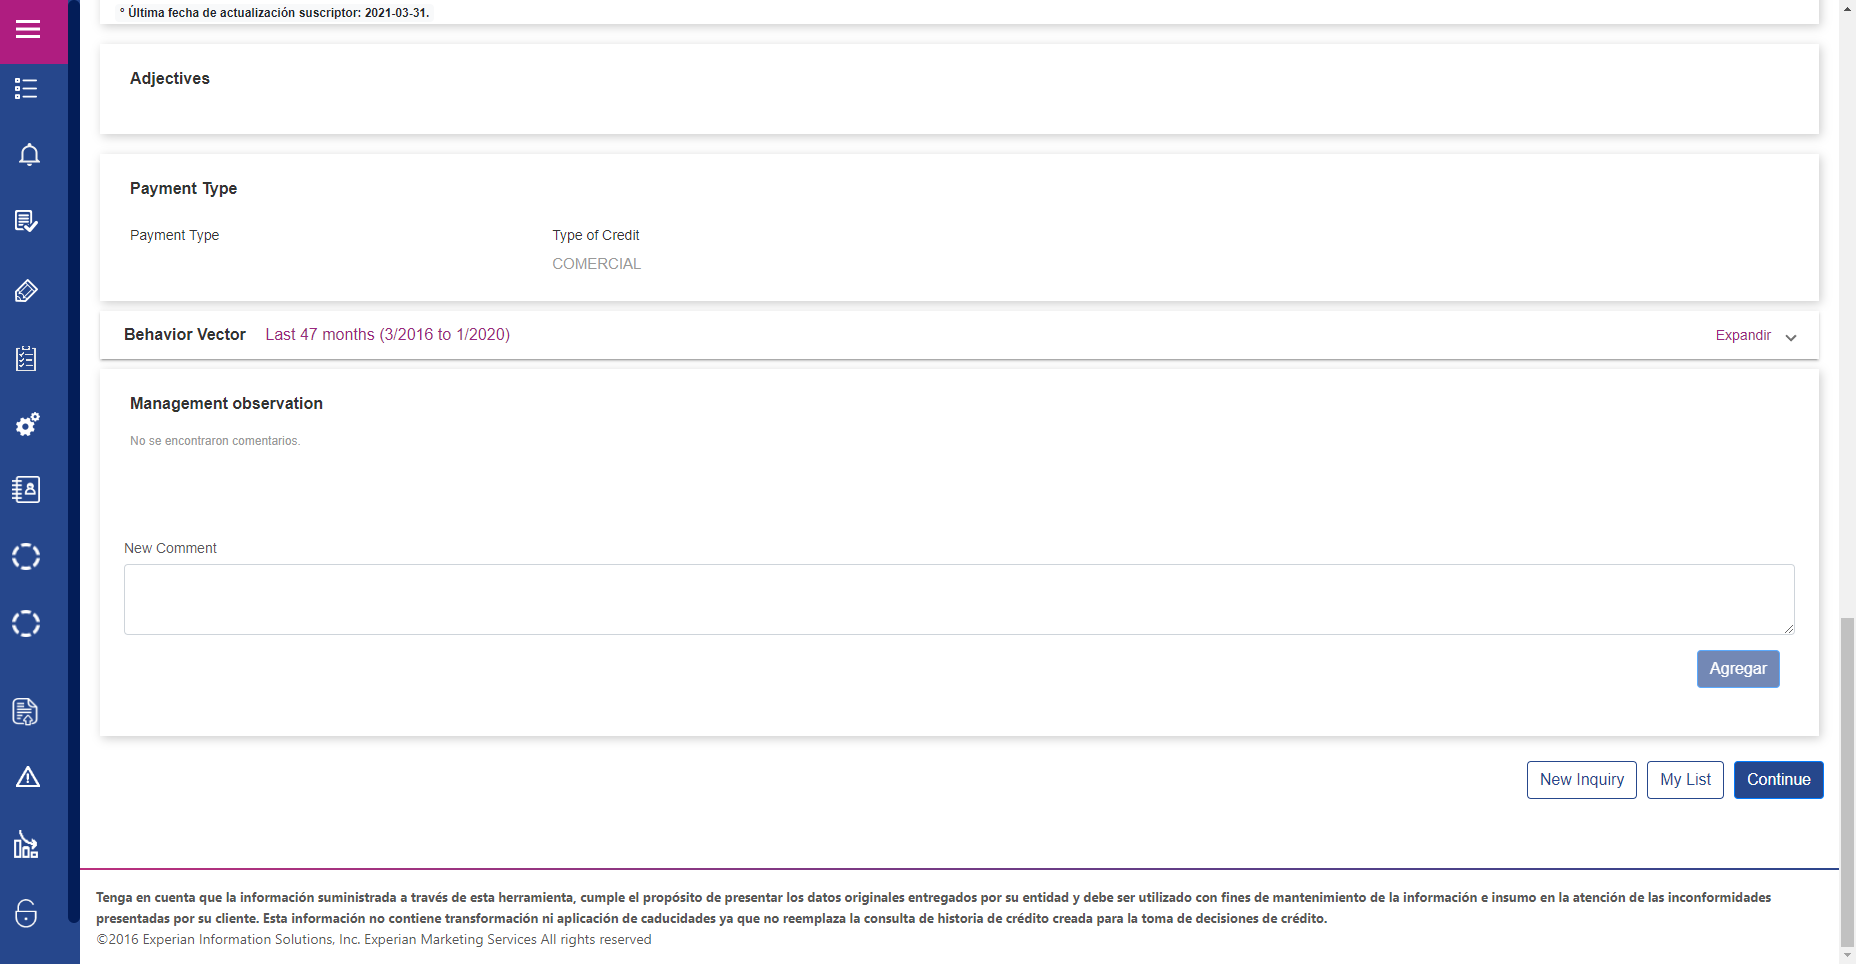 ° Última fecha de actualización suscriptor: 2021-03-31.
Adjectives
Payment Type
Payment Type
Type of Credit
COMERCIAL
Behavior Vector Last 47 months (3/2016 to 1/2020) Expandir
Management observation
No se encontraron comentarios.
New Comment
Agregar
New Inquiry My List Continue
Tenga en cuenta que la información suministrada a través de esta herramienta, cumple el propósito de presentar los datos originales entregados por su entidad y debe ser utilizado con fines de mantenimiento de la información e insumo en la atención de las inconformidades
presentadas por su cliente. Esta información no contiene transformación ni aplicación de caducidades ya que no reemplaza la consulta de historia de crédito creada para la toma de decisiones de crédito.
©2016 Experian Information Solutions, Inc. Experian Marketing Services All rights reserved